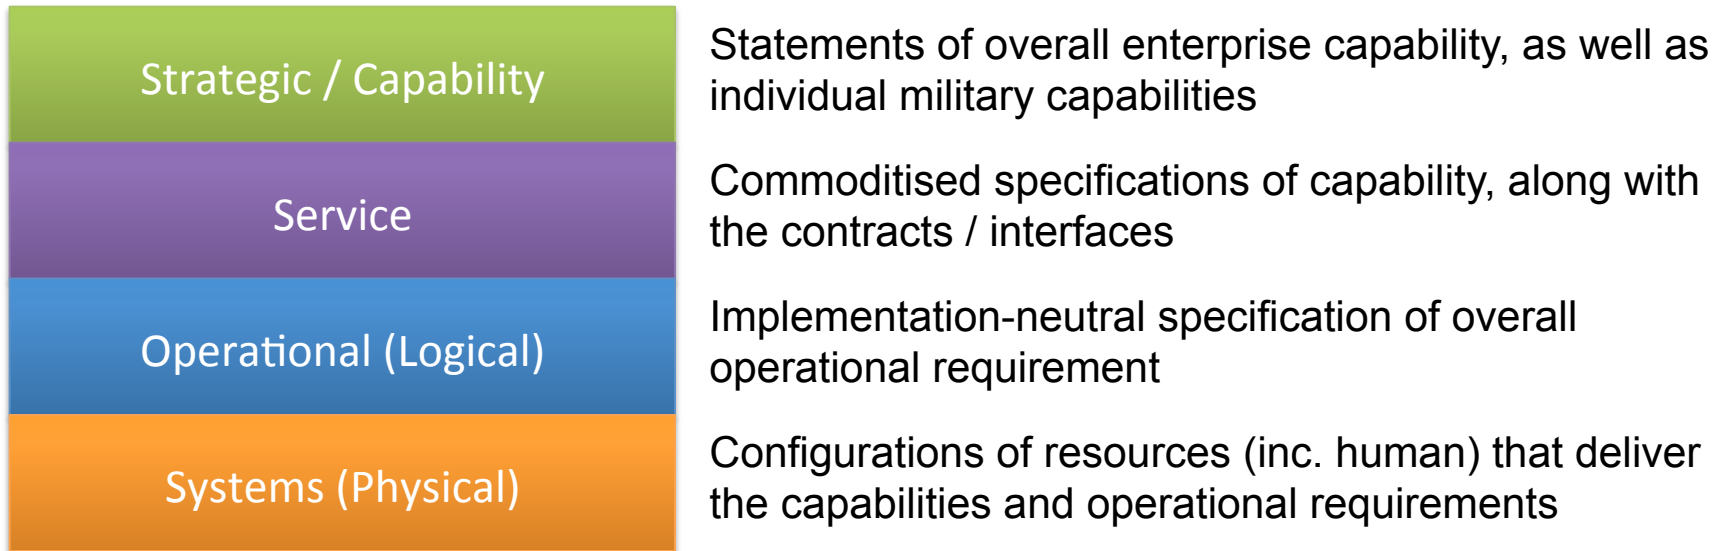 Strategic / Capability
Statements of overall enterprise capability, as well as
individual military capabilities
Service
Commoditised specifications of capability, along with
the contracts / interfaces
Operational (Logical)
Implementation-neutral specification of overall
operational requirement
Systems (Physical)
Configurations of resources (inc. human) that deliver
the capabilities and operational requirements